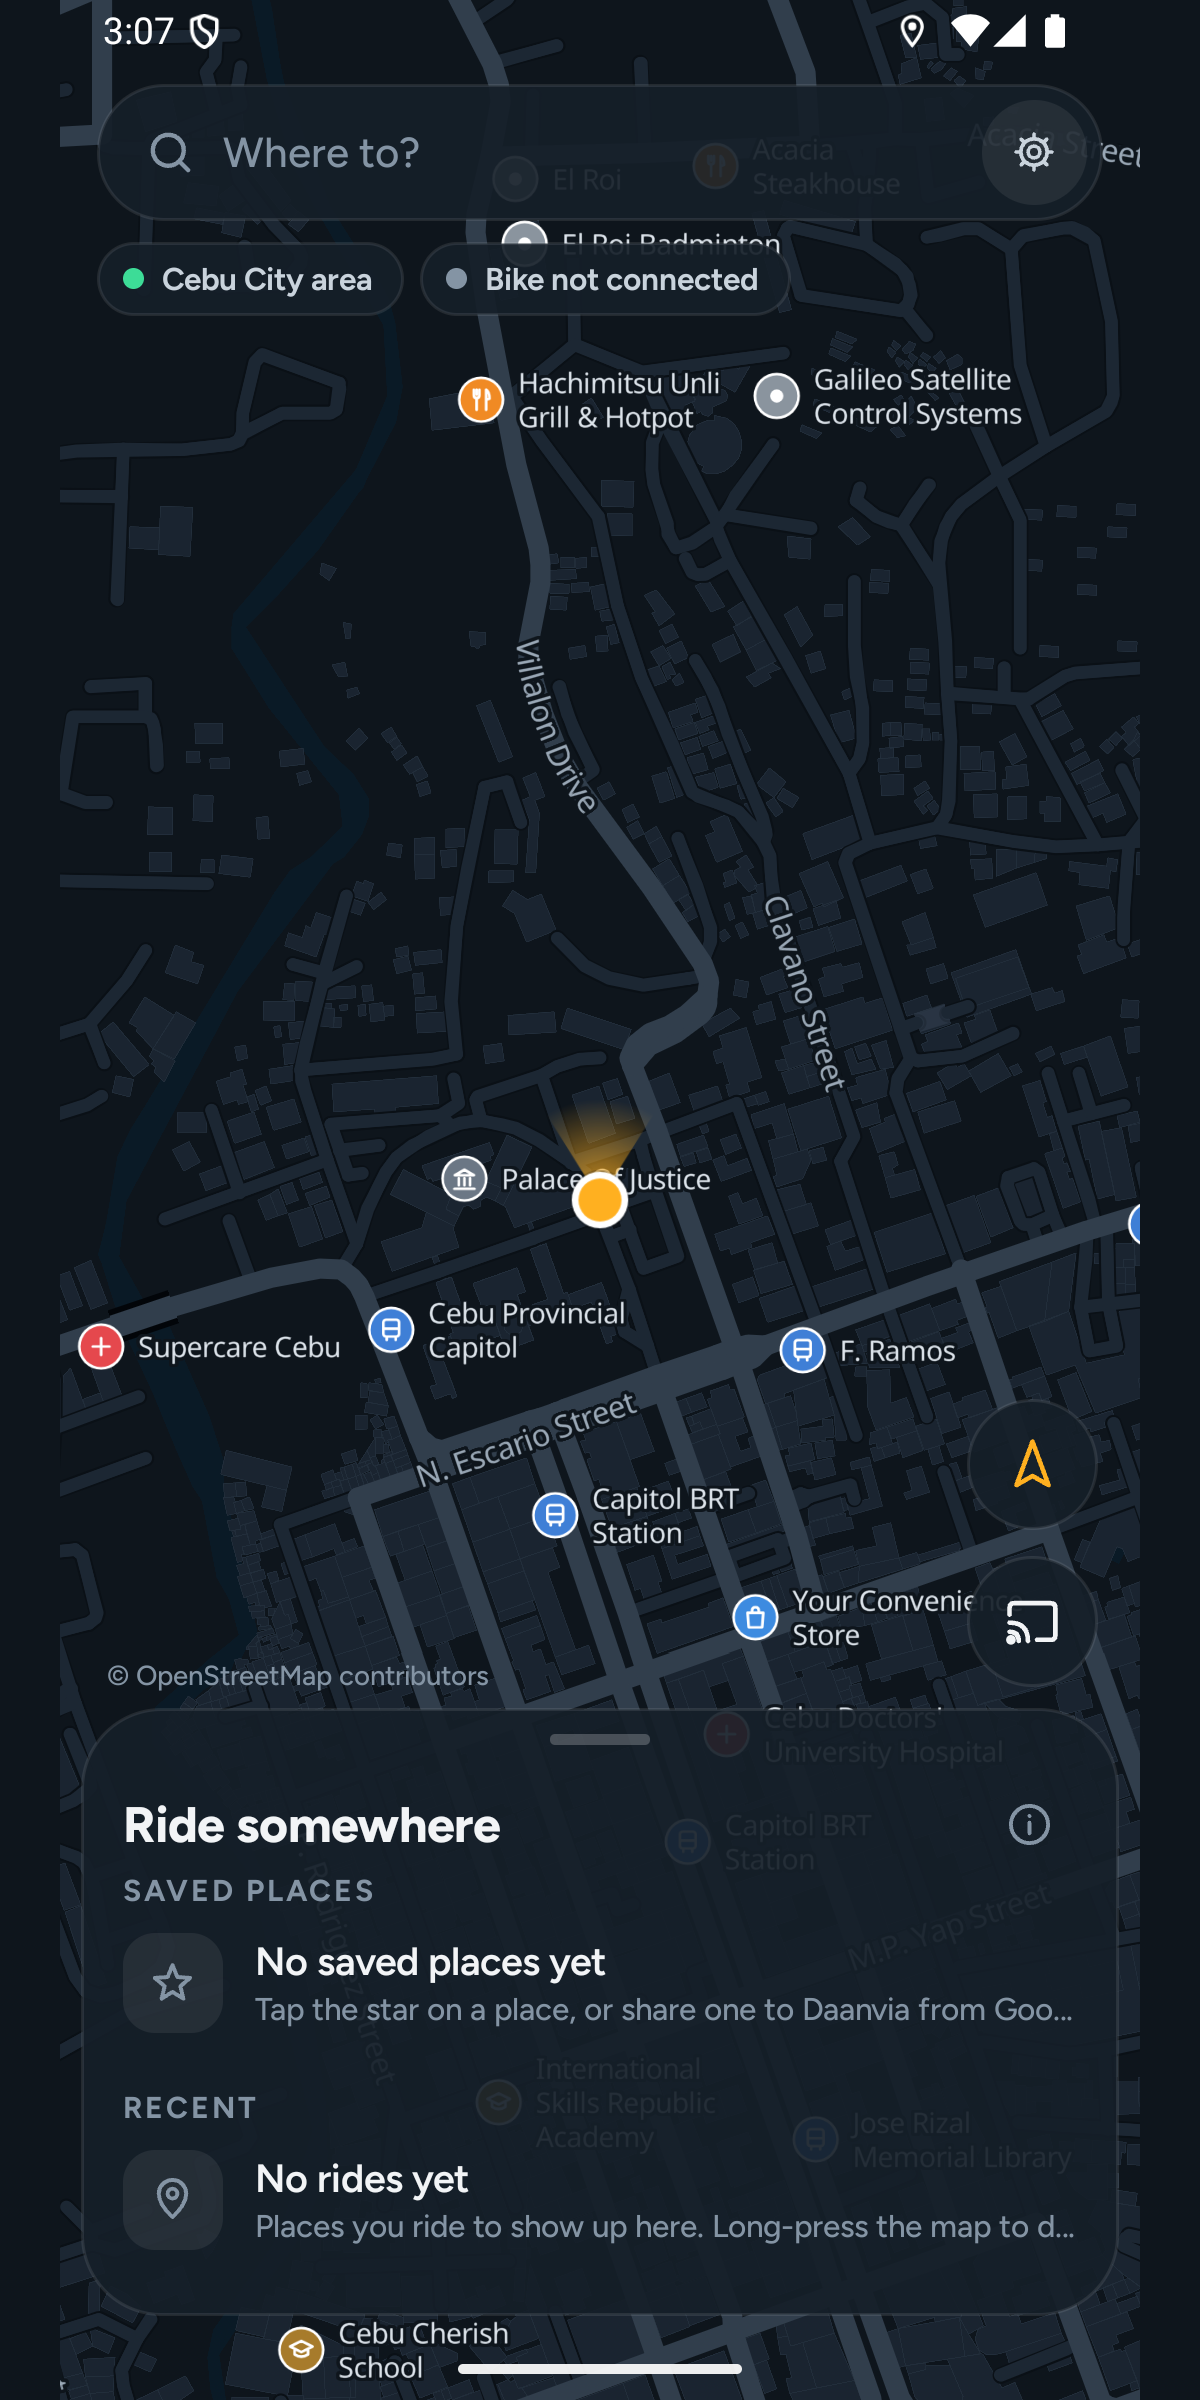 3:07
Where to?
Acacia Street
El Roi
Acacia
Steakhouse
El Roi Badminton
Cebu City area
Bike not connected
Hachimitsu Unli
Grill & Hotpot
Galileo Satellite
Control Systems
Villalon Drive
Clavano Street
Palace of Justice
Cebu Provincial
Capitol
Supercare Cebu
F. Ramos
N. Escario Street
Capitol BRT
Station
Your Convenience
Store
© OpenStreetMap contributors
Cebu Doctors'
University Hospital
Ride somewhere
Capitol BRT
Station
SAVED PLACES
M.P. Yap Street
No saved places yet
Tap the star on a place, or share one to Daanvia from Goo...
International
Skills Republic
Academy
RECENT
Jose Rizal
Memorial Library
No rides yet
Places you ride to show up here. Long-press the map to d...
Cebu Cherish
School